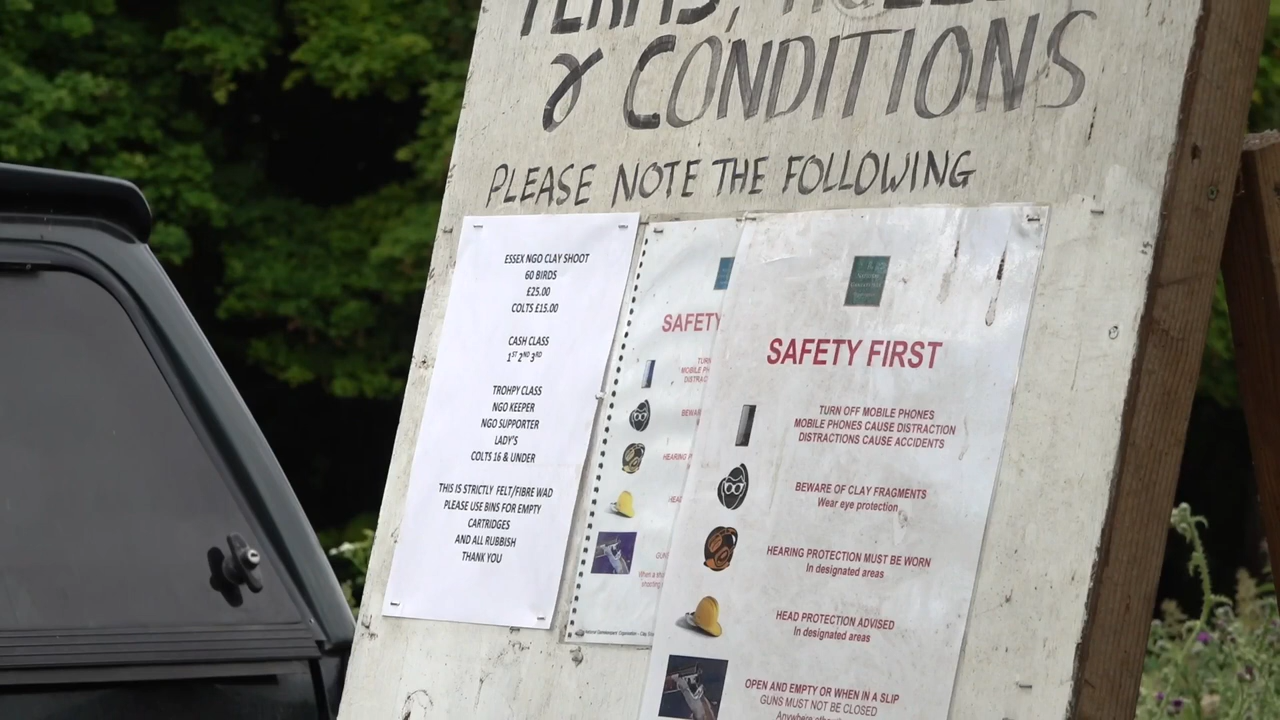 TERMS, RULES
& CONDITIONS
PLEASE NOTE THE FOLLOWING
ESSEX NGO CLAY SHOOT
60 BIRDS
£25.00
COLTS £15.00
CASH CLASS
1ST 2ND 3RD
TROHPY CLASS
NGO KEEPER
NGO SUPPORTER
LADY'S
COLTS 16 & UNDER
THIS IS STRICTLY FELT/FIBRE WAD
PLEASE USE BINS FOR EMPTY
CARTRIDGES
AND ALL RUBBISH
THANK YOU
SAFETY
SAFETY FIRST
TURN OFF MOBILE PHONES
MOBILE PHONES CAUSE DISTRACTION
DISTRACTIONS CAUSE ACCIDENTS
BEWARE OF CLAY FRAGMENTS
Wear eye protection
HEARING PROTECTION MUST BE WORN
In designated areas
HEAD PROTECTION ADVISED
In designated areas
OPEN AND EMPTY OR WHEN IN A SLIP
GUNS MUST NOT BE CLOSED